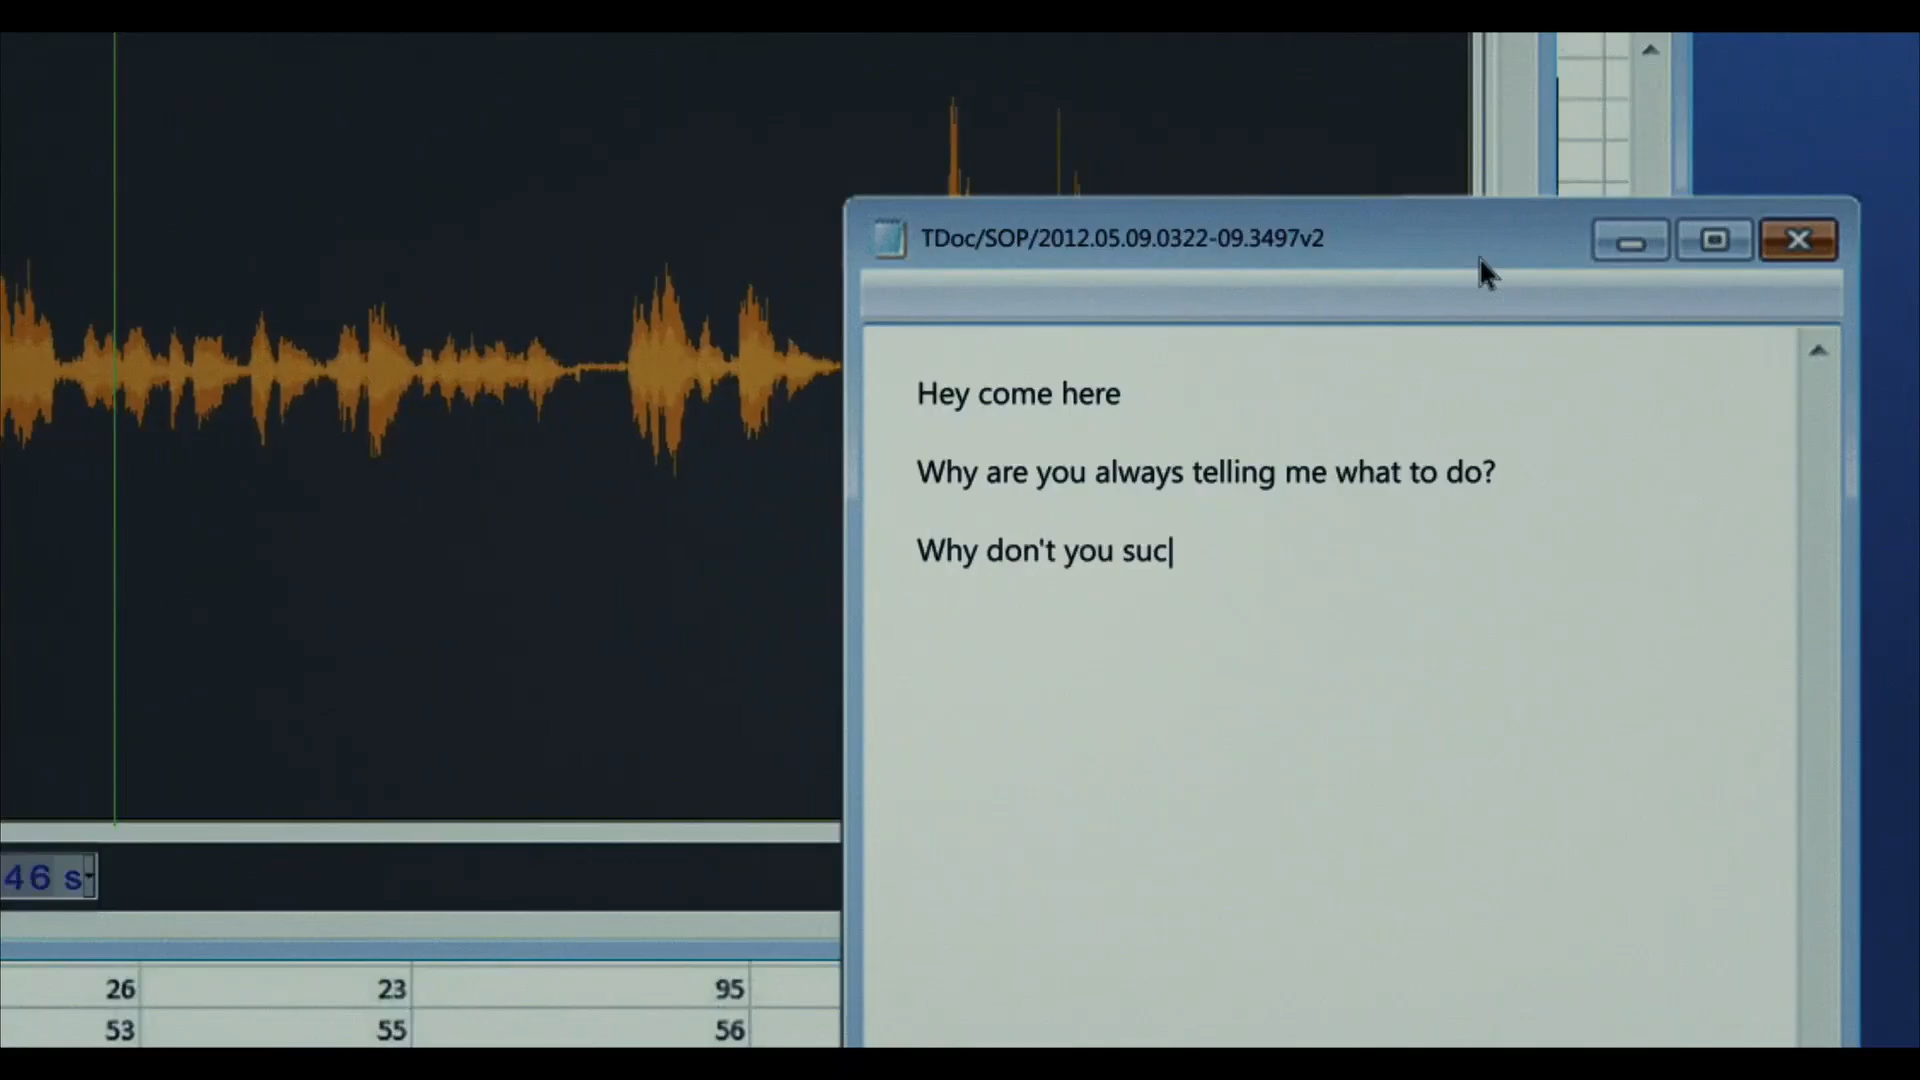 TDoc/SOP/2012.05.09.0322-09.3497v2
Hey come here
Why are you always telling me what to do?
Why don't you suc
46 s
26 23 95
53 55 56